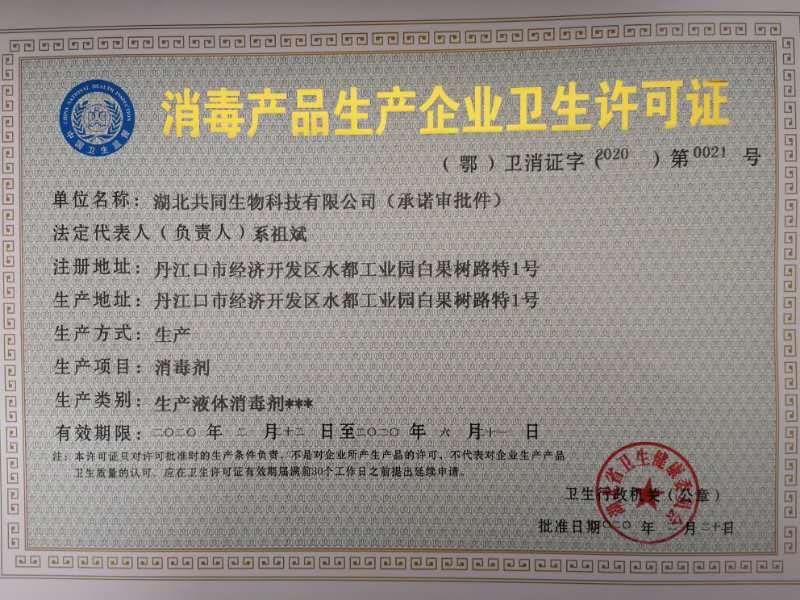 消毒产品生产企业卫生许可证
（鄂）卫消证字（2020）第0021号
单位名称：湖北共同生物科技有限公司（承诺审批件）
法定代表人（负责人）系祖斌
注册地址：丹江口市经济开发区水都工业园白果树路特1号
生产地址：丹江口市经济开发区水都工业园白果树路特1号
生产方式：生产
生产项目：消毒剂
生产类别：生产液体消毒剂***
有效期限：二〇二〇年 二 月十二 日至二〇二〇年 六 月十一 日
注：本许可证只对许可批准时的生产条件负责，不是对企业所产生产品的许可，不代表对企业生产产品
卫生质量的认可，应在卫生许可证有效期届满前30个工作日之前提出延续申请。
卫生行政机关（公章）
批准日期 二〇二〇 年 二 月二十日